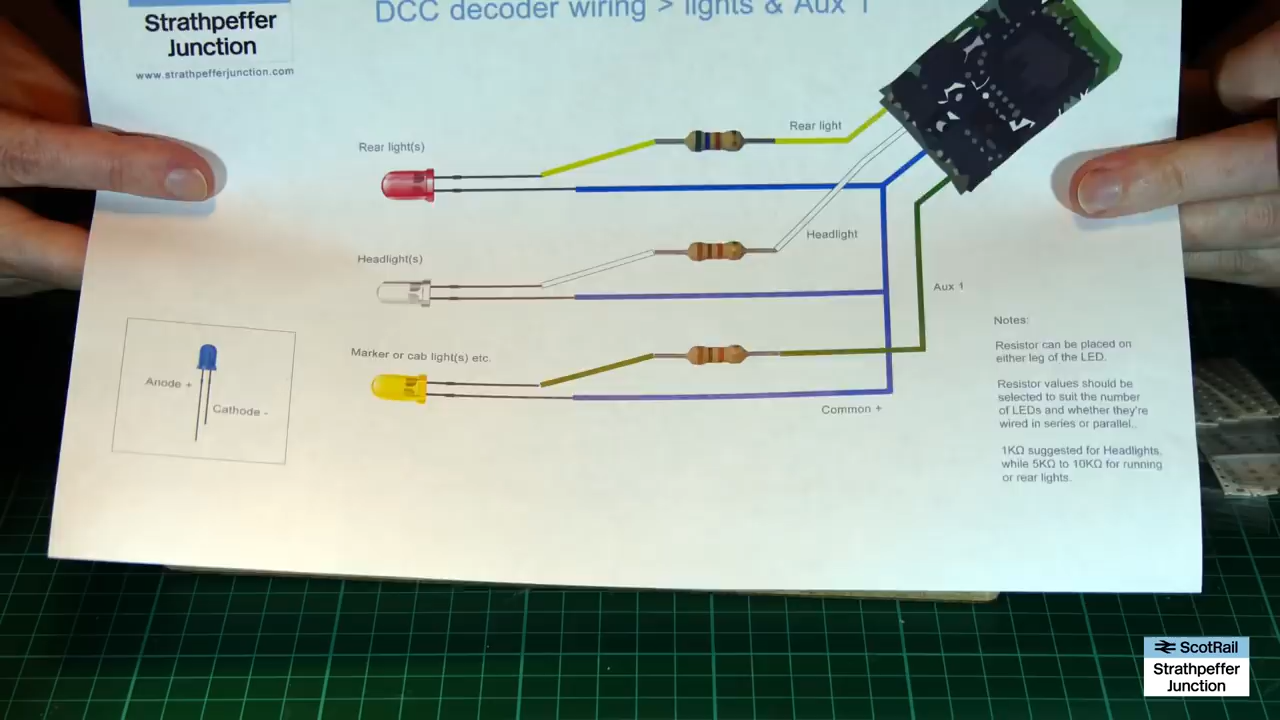 DCC decoder wiring > lights & Aux 1
Strathpeffer
Junction
www.strathpefferjunction.com
Rear light
Rear light(s)
Headlight
Headlight(s)
Aux 1
Marker or cab light(s) etc.
Common +
Anode +
Cathode -
Notes:
Resistor can be placed on
either leg of the LED.
Resistor values should be
selected to suit the number
of LEDs and whether they're
wired in series or parallel.
1KΩ suggested for Headlights,
while 5KΩ to 10KΩ for running
or rear lights.
ScotRail
Strathpeffer
Junction